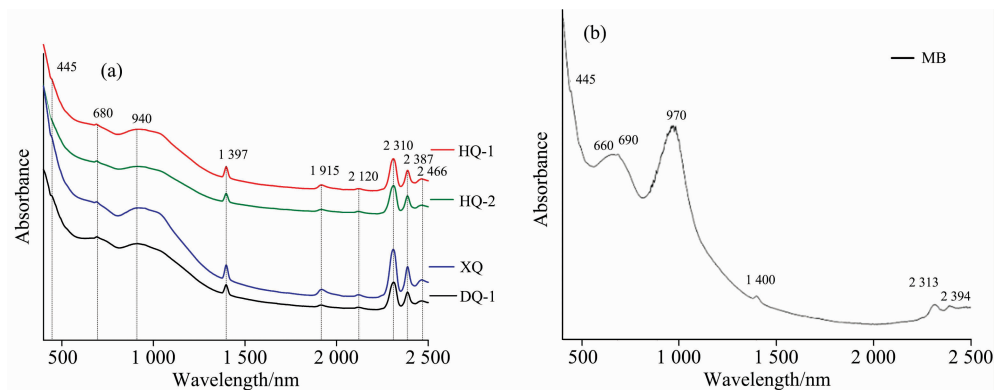 (a)
445
680
940
1 397
1 915
2 120
2 310
2 387
2 466
HQ-1
HQ-2
XQ
DQ-1
Absorbance
500
1 000
1 500
2 000
2 500
Wavelength/nm
(b)
MB
445
660
690
970
1 400
2 313
2 394
Absorbance
500
1 000
1 500
2 000
2 500
Wavelength/nm